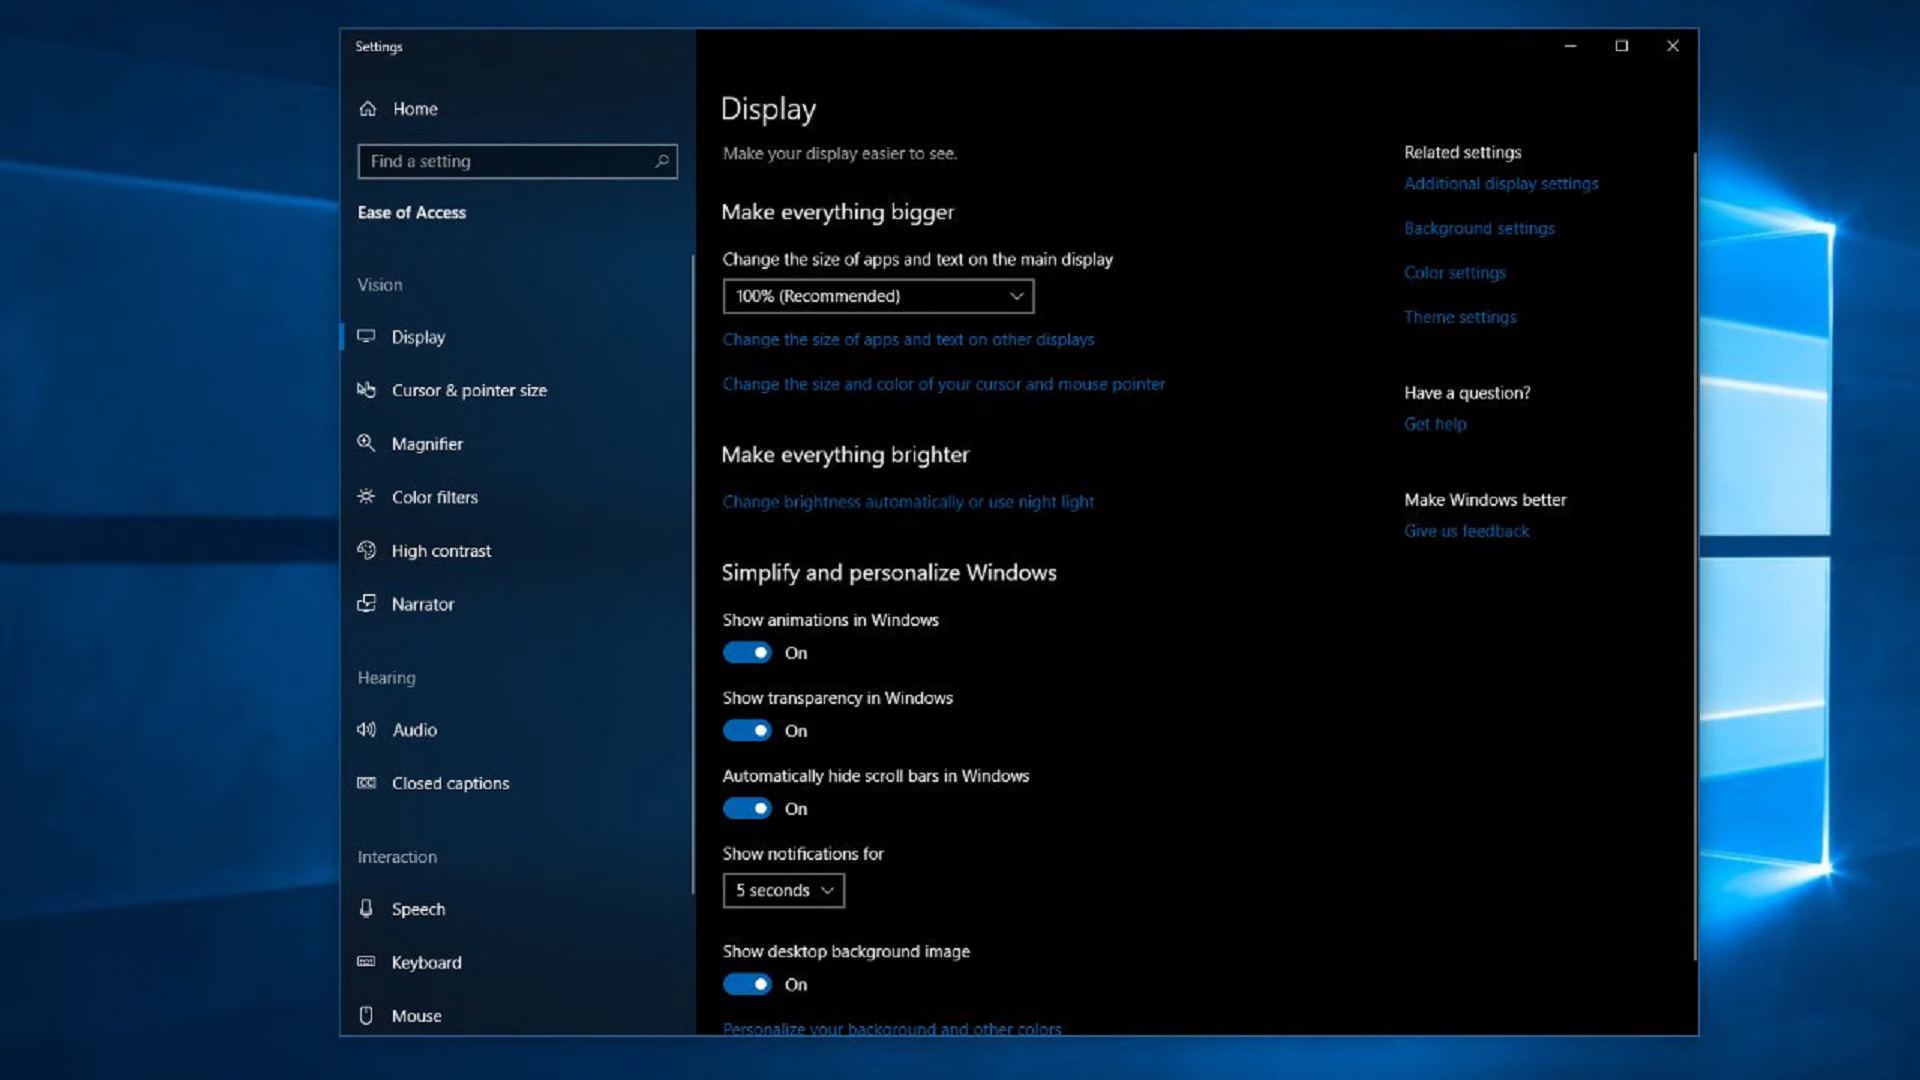 Settings
Home
Find a setting
Ease of Access
Vision
Display
Cursor & pointer size
Magnifier
Color filters
High contrast
Narrator
Hearing
Audio
Closed captions
Interaction
Speech
Keyboard
Mouse
Display
Make your display easier to see.
Make everything bigger
Change the size of apps and text on the main display
100% (Recommended)
Change the size of apps and text on other displays
Change the size and color of your cursor and mouse pointer
Make everything brighter
Change brightness automatically or use night light
Simplify and personalize Windows
Show animations in Windows
On
Show transparency in Windows
On
Automatically hide scroll bars in Windows
On
Show notifications for
5 seconds
Show desktop background image
On
Personalize your background and other colors
Related settings
Additional display settings
Background settings
Color settings
Theme settings
Have a question?
Get help
Make Windows better
Give us feedback